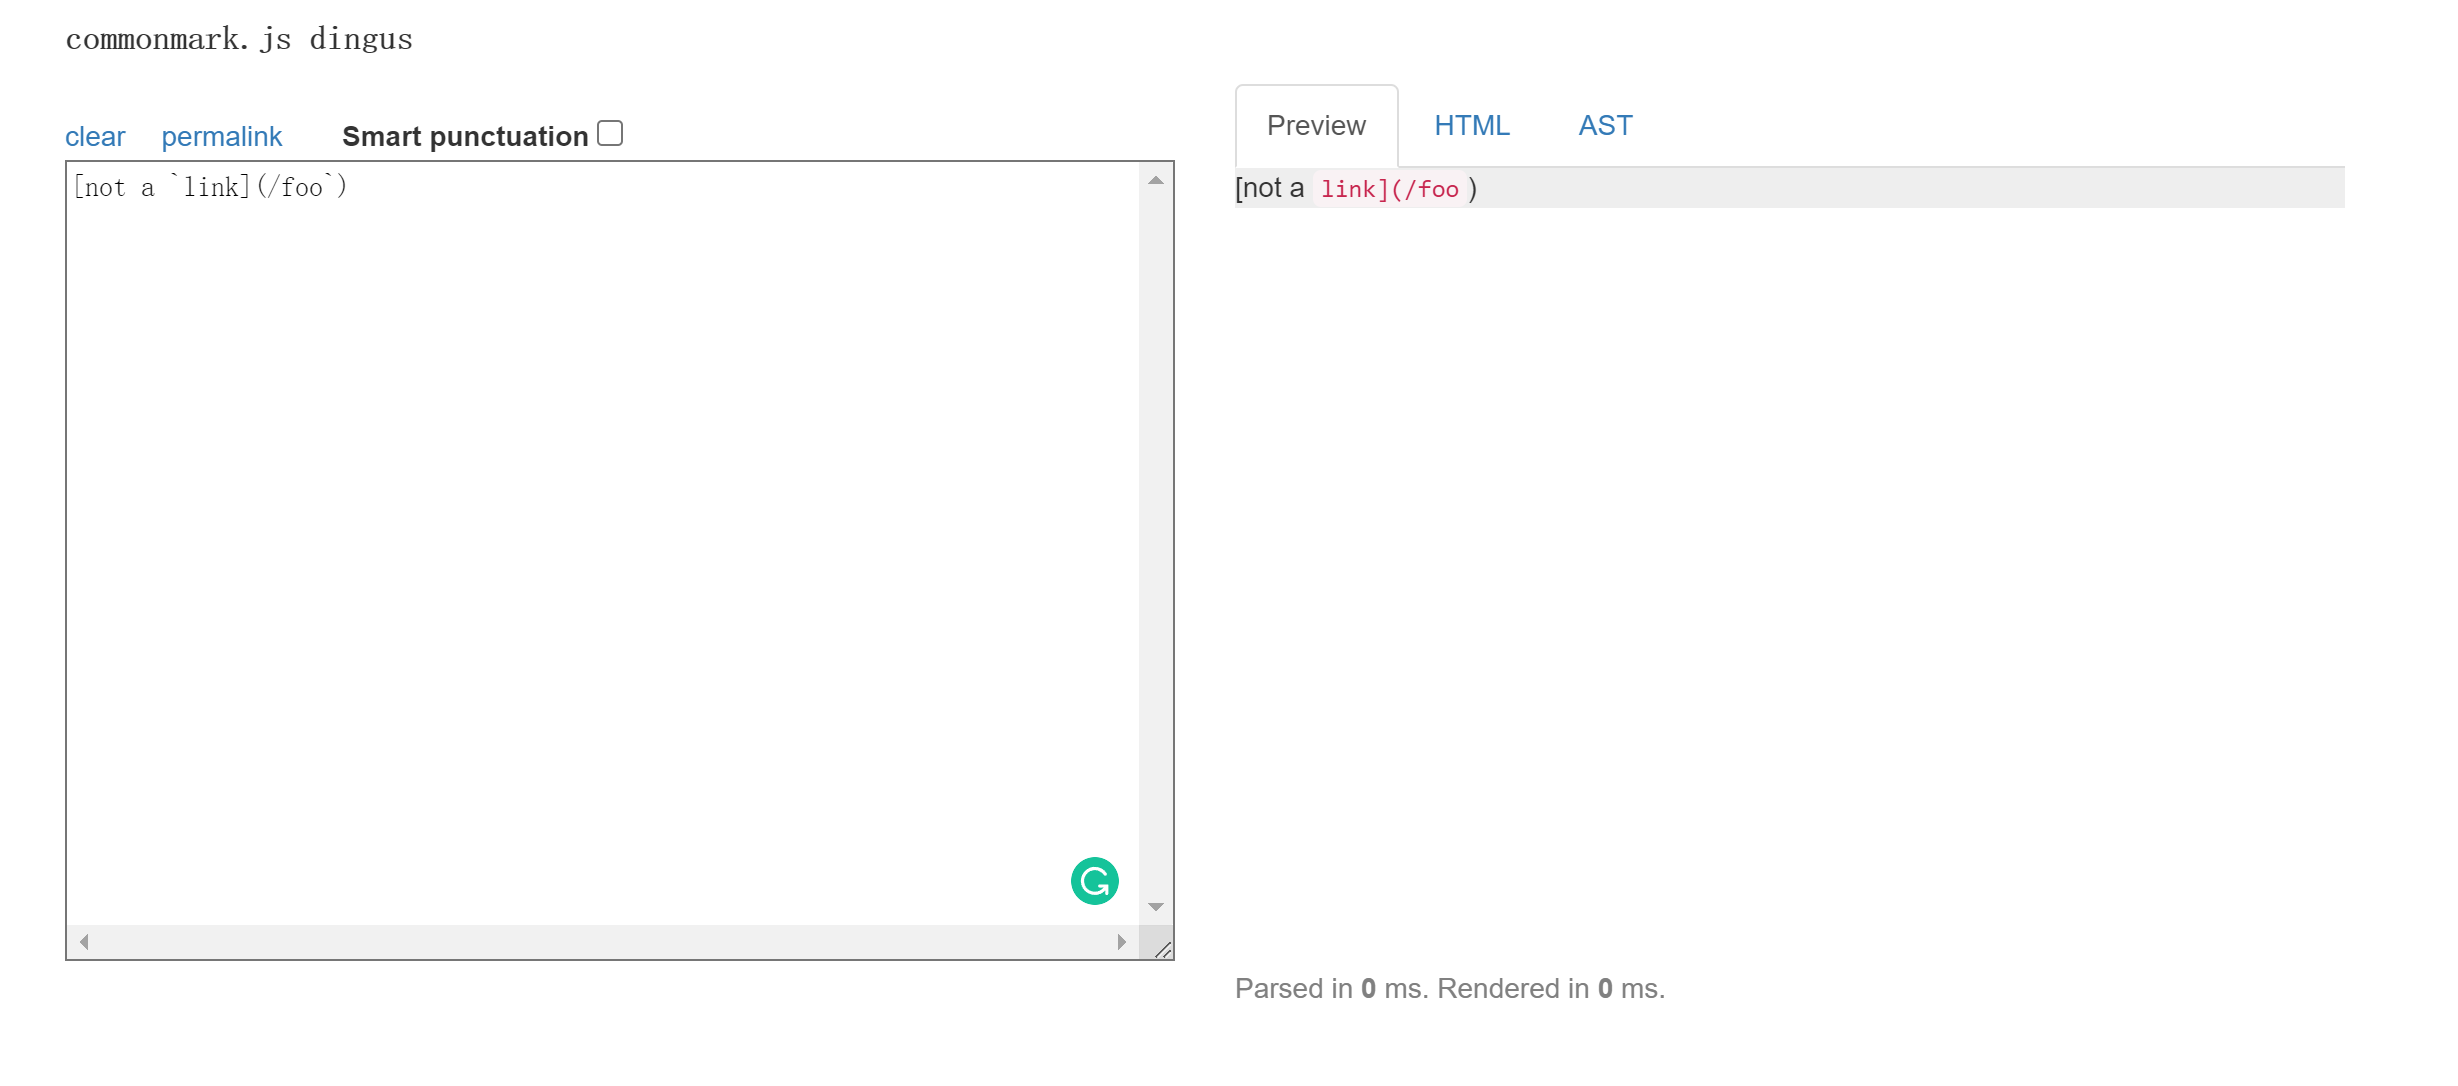 commonmark.js dingus
clear permalink Smart punctuation
Preview HTML AST
[not a `link](/foo`)
[not a link](/foo)
Parsed in 0 ms. Rendered in 0 ms.